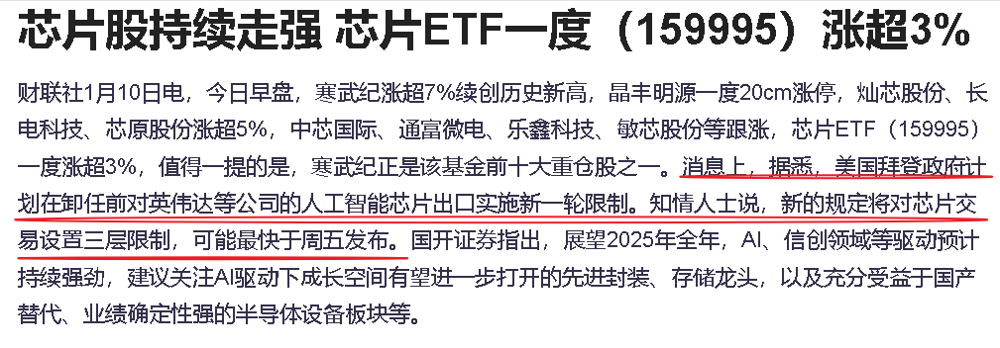 芯片股持续走强 芯片ETF一度（159995）涨超3%
财联社1月10日电，今日早盘，寒武纪涨超7%续创历史新高，晶丰明源一度20cm涨停，灿芯股份、长
电科技、芯原股份涨超5%，中芯国际、通富微电、乐鑫科技、敏芯股份等跟涨，芯片ETF（159995）
一度涨超3%，值得一提的是，寒武纪正是该基金前十大重仓股之一。消息上，据悉，美国拜登政府计
划在卸任前对英伟达等公司的人工智能芯片出口实施新一轮限制。知情人士说，新的规定将对芯片交
易设置三层限制，可能最快于周五发布。国开证券指出，展望2025年全年，AI、信创领域等驱动预计
持续强劲，建议关注AI驱动下成长空间有望进一步打开的先进封装、存储龙头，以及充分受益于国产
替代、业绩确定性强的半导体设备板块等。